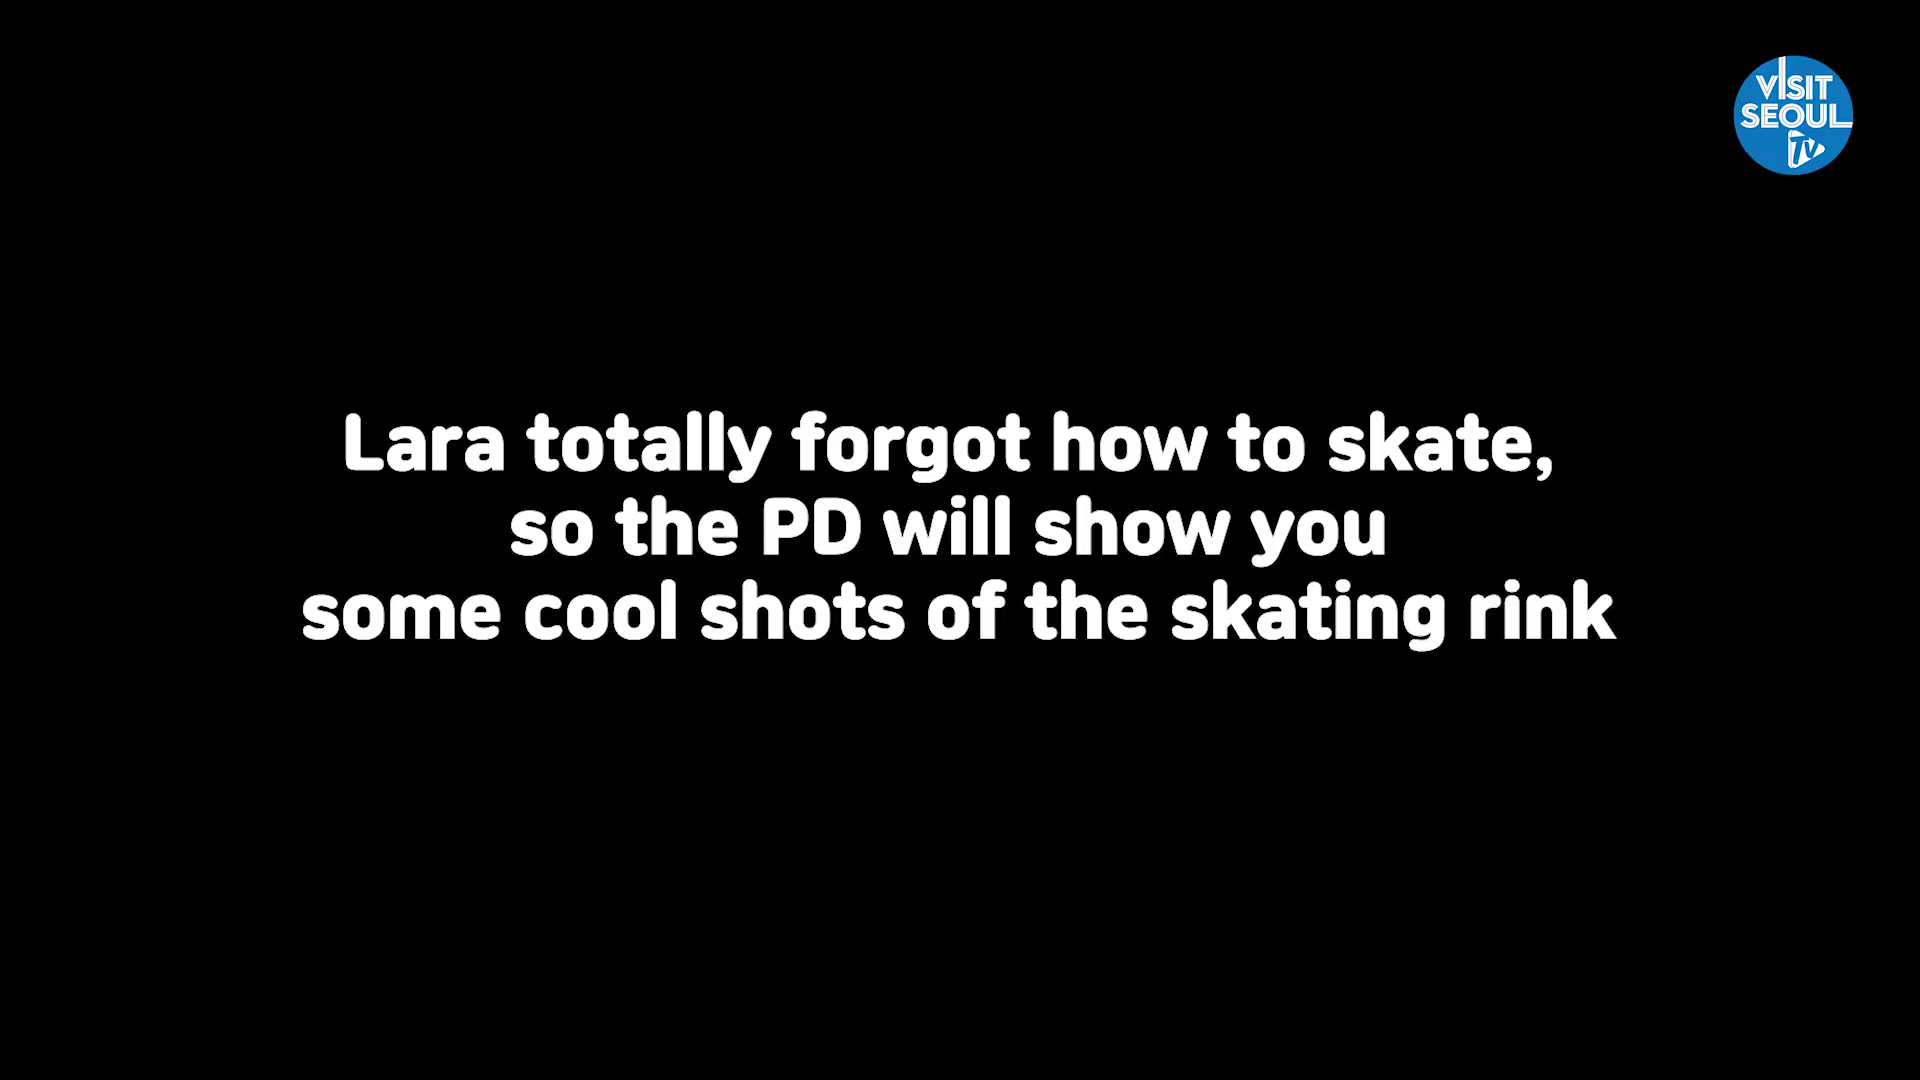 VISIT
SEOUL
TV
Lara totally forgot how to skate,
so the PD will show you
some cool shots of the skating rink